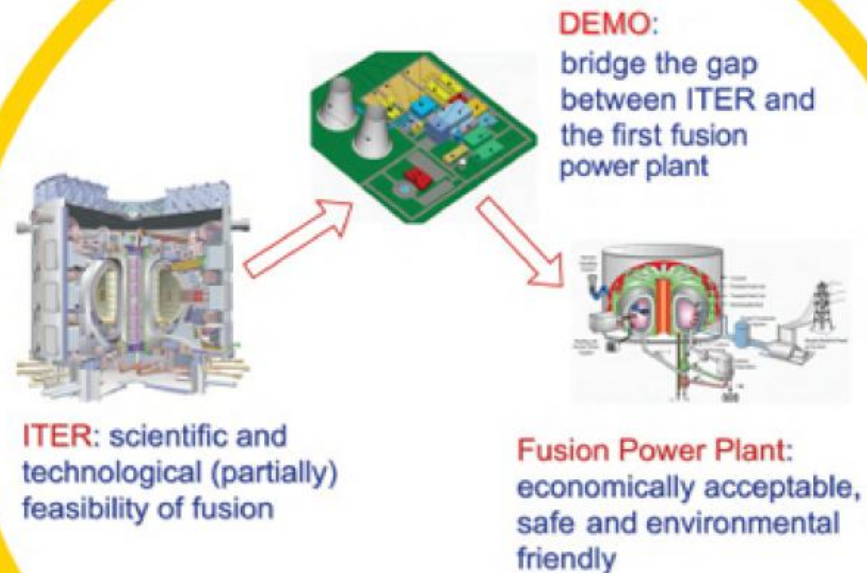 DEMO:
bridge the gap
between ITER and
the first fusion
power plant
ITER: scientific and
technological (partially)
feasibility of fusion
Fusion Power Plant:
economically acceptable,
safe and environmental
friendly